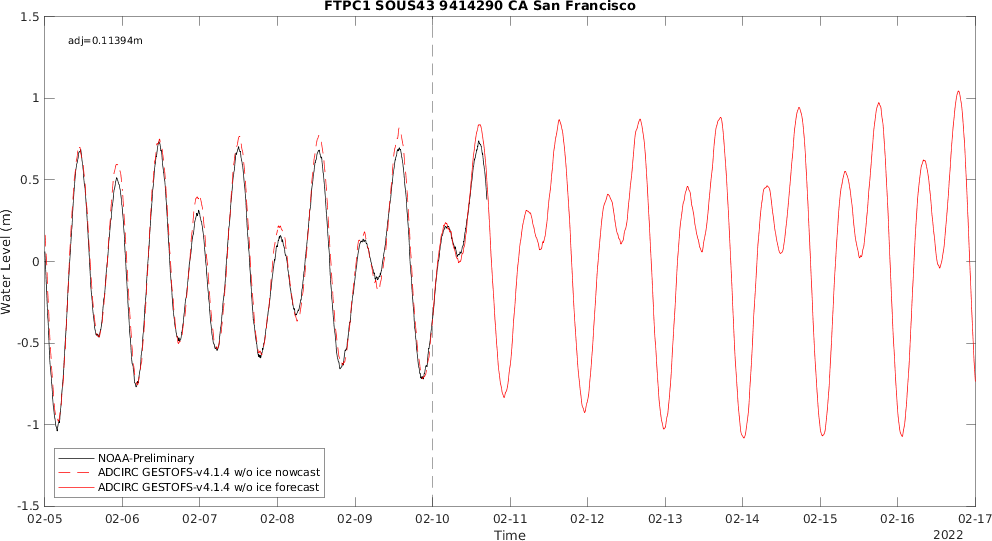 FTPC1 SOUS43 9414290 CA San Francisco
adj=0.11394m
1.5
1
0.5
0
-0.5
-1
-1.5
Water Level (m)
NOAA-Preliminary
ADCIRC GESTOFS-v4.1.4 w/o ice nowcast
ADCIRC GESTOFS-v4.1.4 w/o ice forecast
02-05 02-06 02-07 02-08 02-09 02-10 02-11 02-12 02-13 02-14 02-15 02-16 02-17
Time
2022